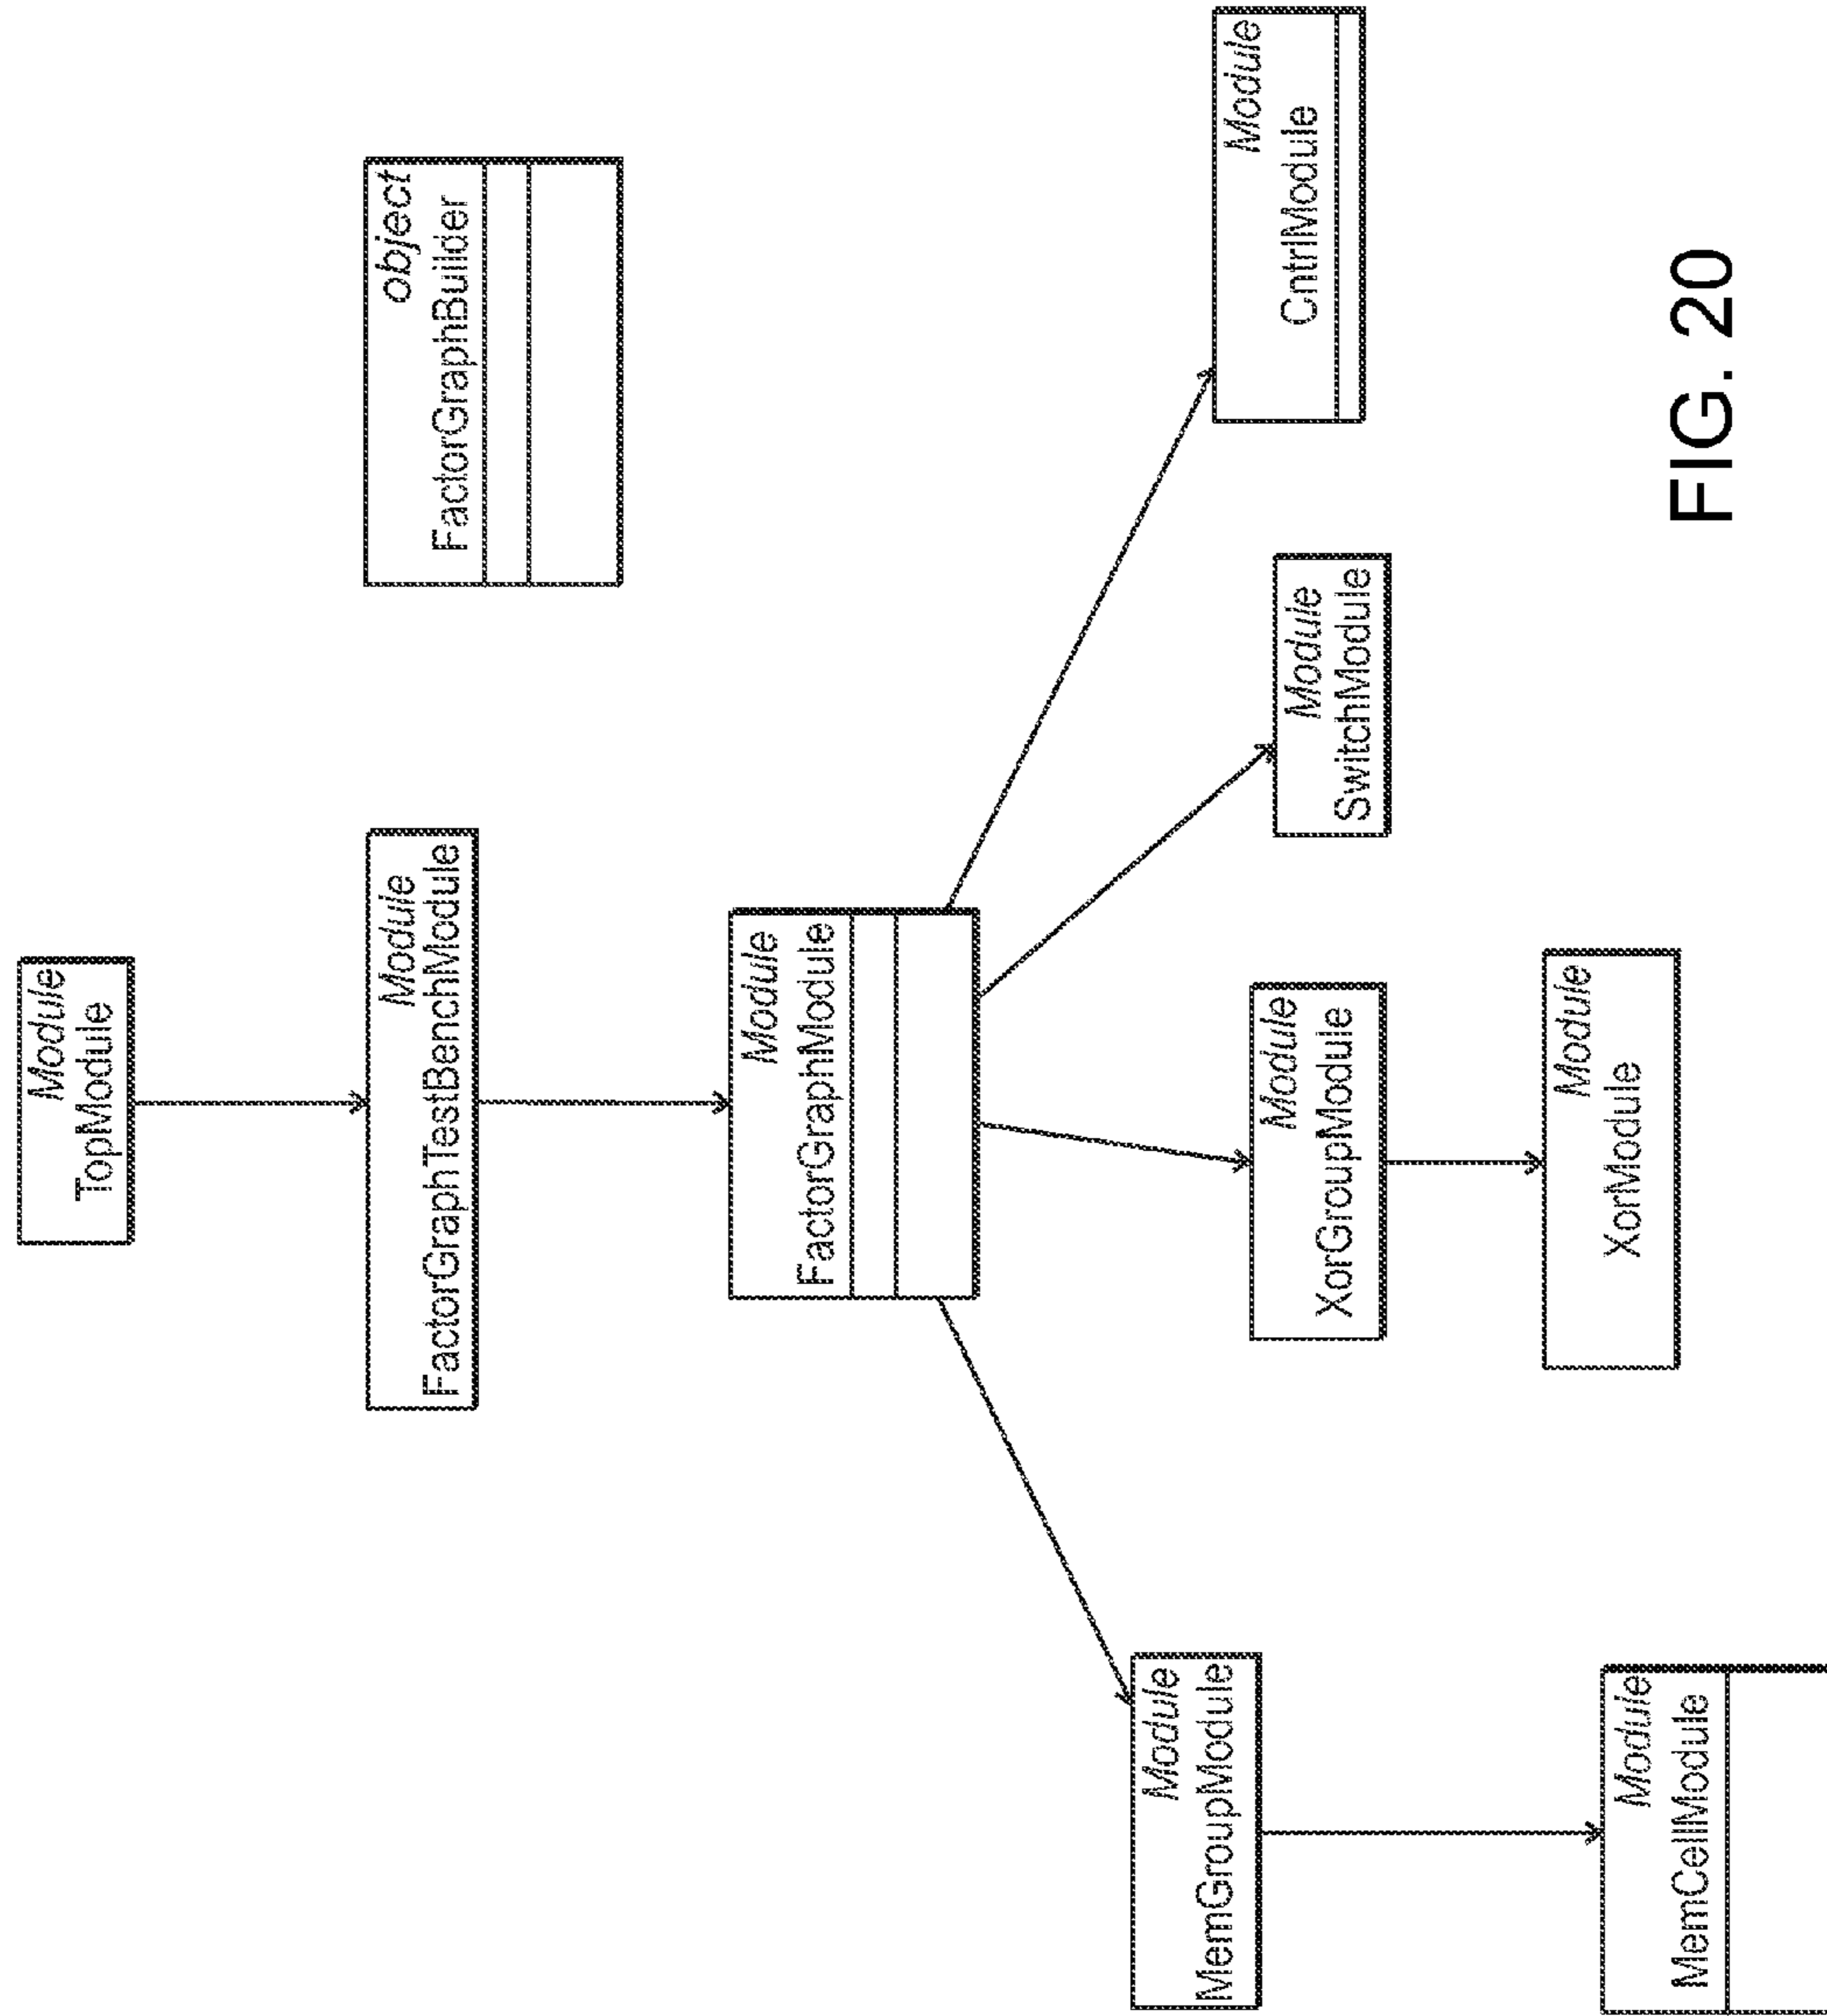 Module
TopModule
Module
FactorGraphTestBenchModule
object
FactorGraphBuilder
Module
FactorGraphModule
Module
MemGroupModule
Module
XorGroupModule
Module
SwitchModule
Module
CntrlModule
Module
MemCellModule
Module
XorModule
FIG. 20